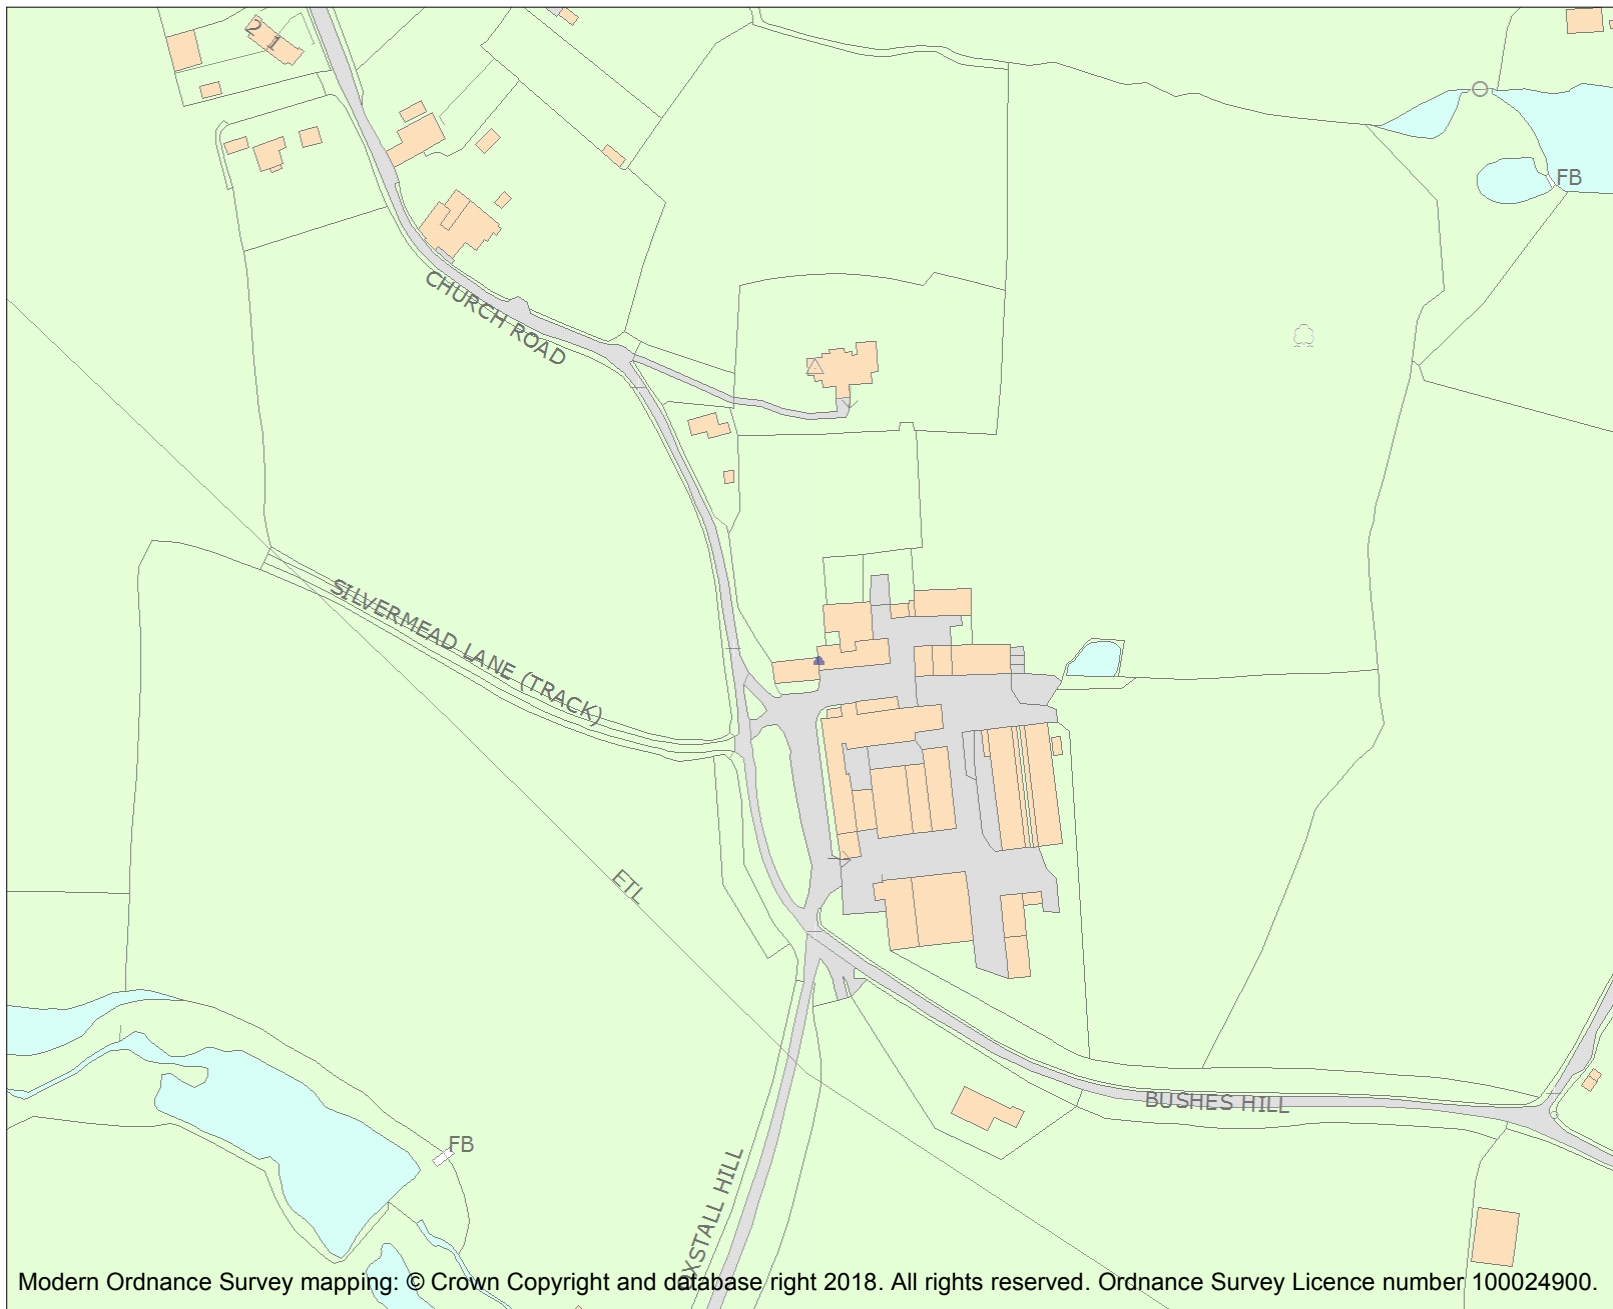 2 1
FB
CHURCH ROAD
SILVERMEAD LANE (TRACK)
ETL
BUSHES HILL
FB
OXSTALL HILL
Modern Ordnance Survey mapping: © Crown Copyright and database right 2018. All rights reserved. Ordnance Survey Licence number 100024900.